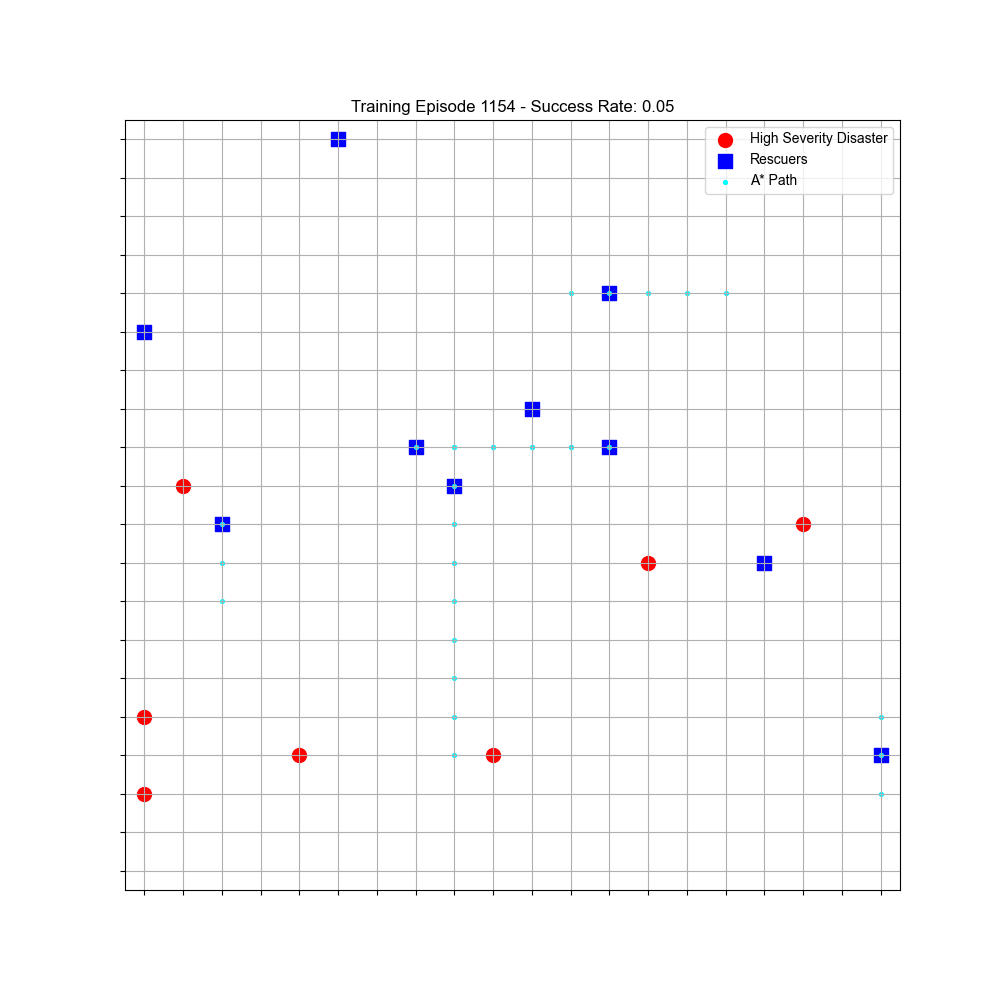 Training Episode 1154 - Success Rate: 0.05
High Severity Disaster
Rescuers
A* Path